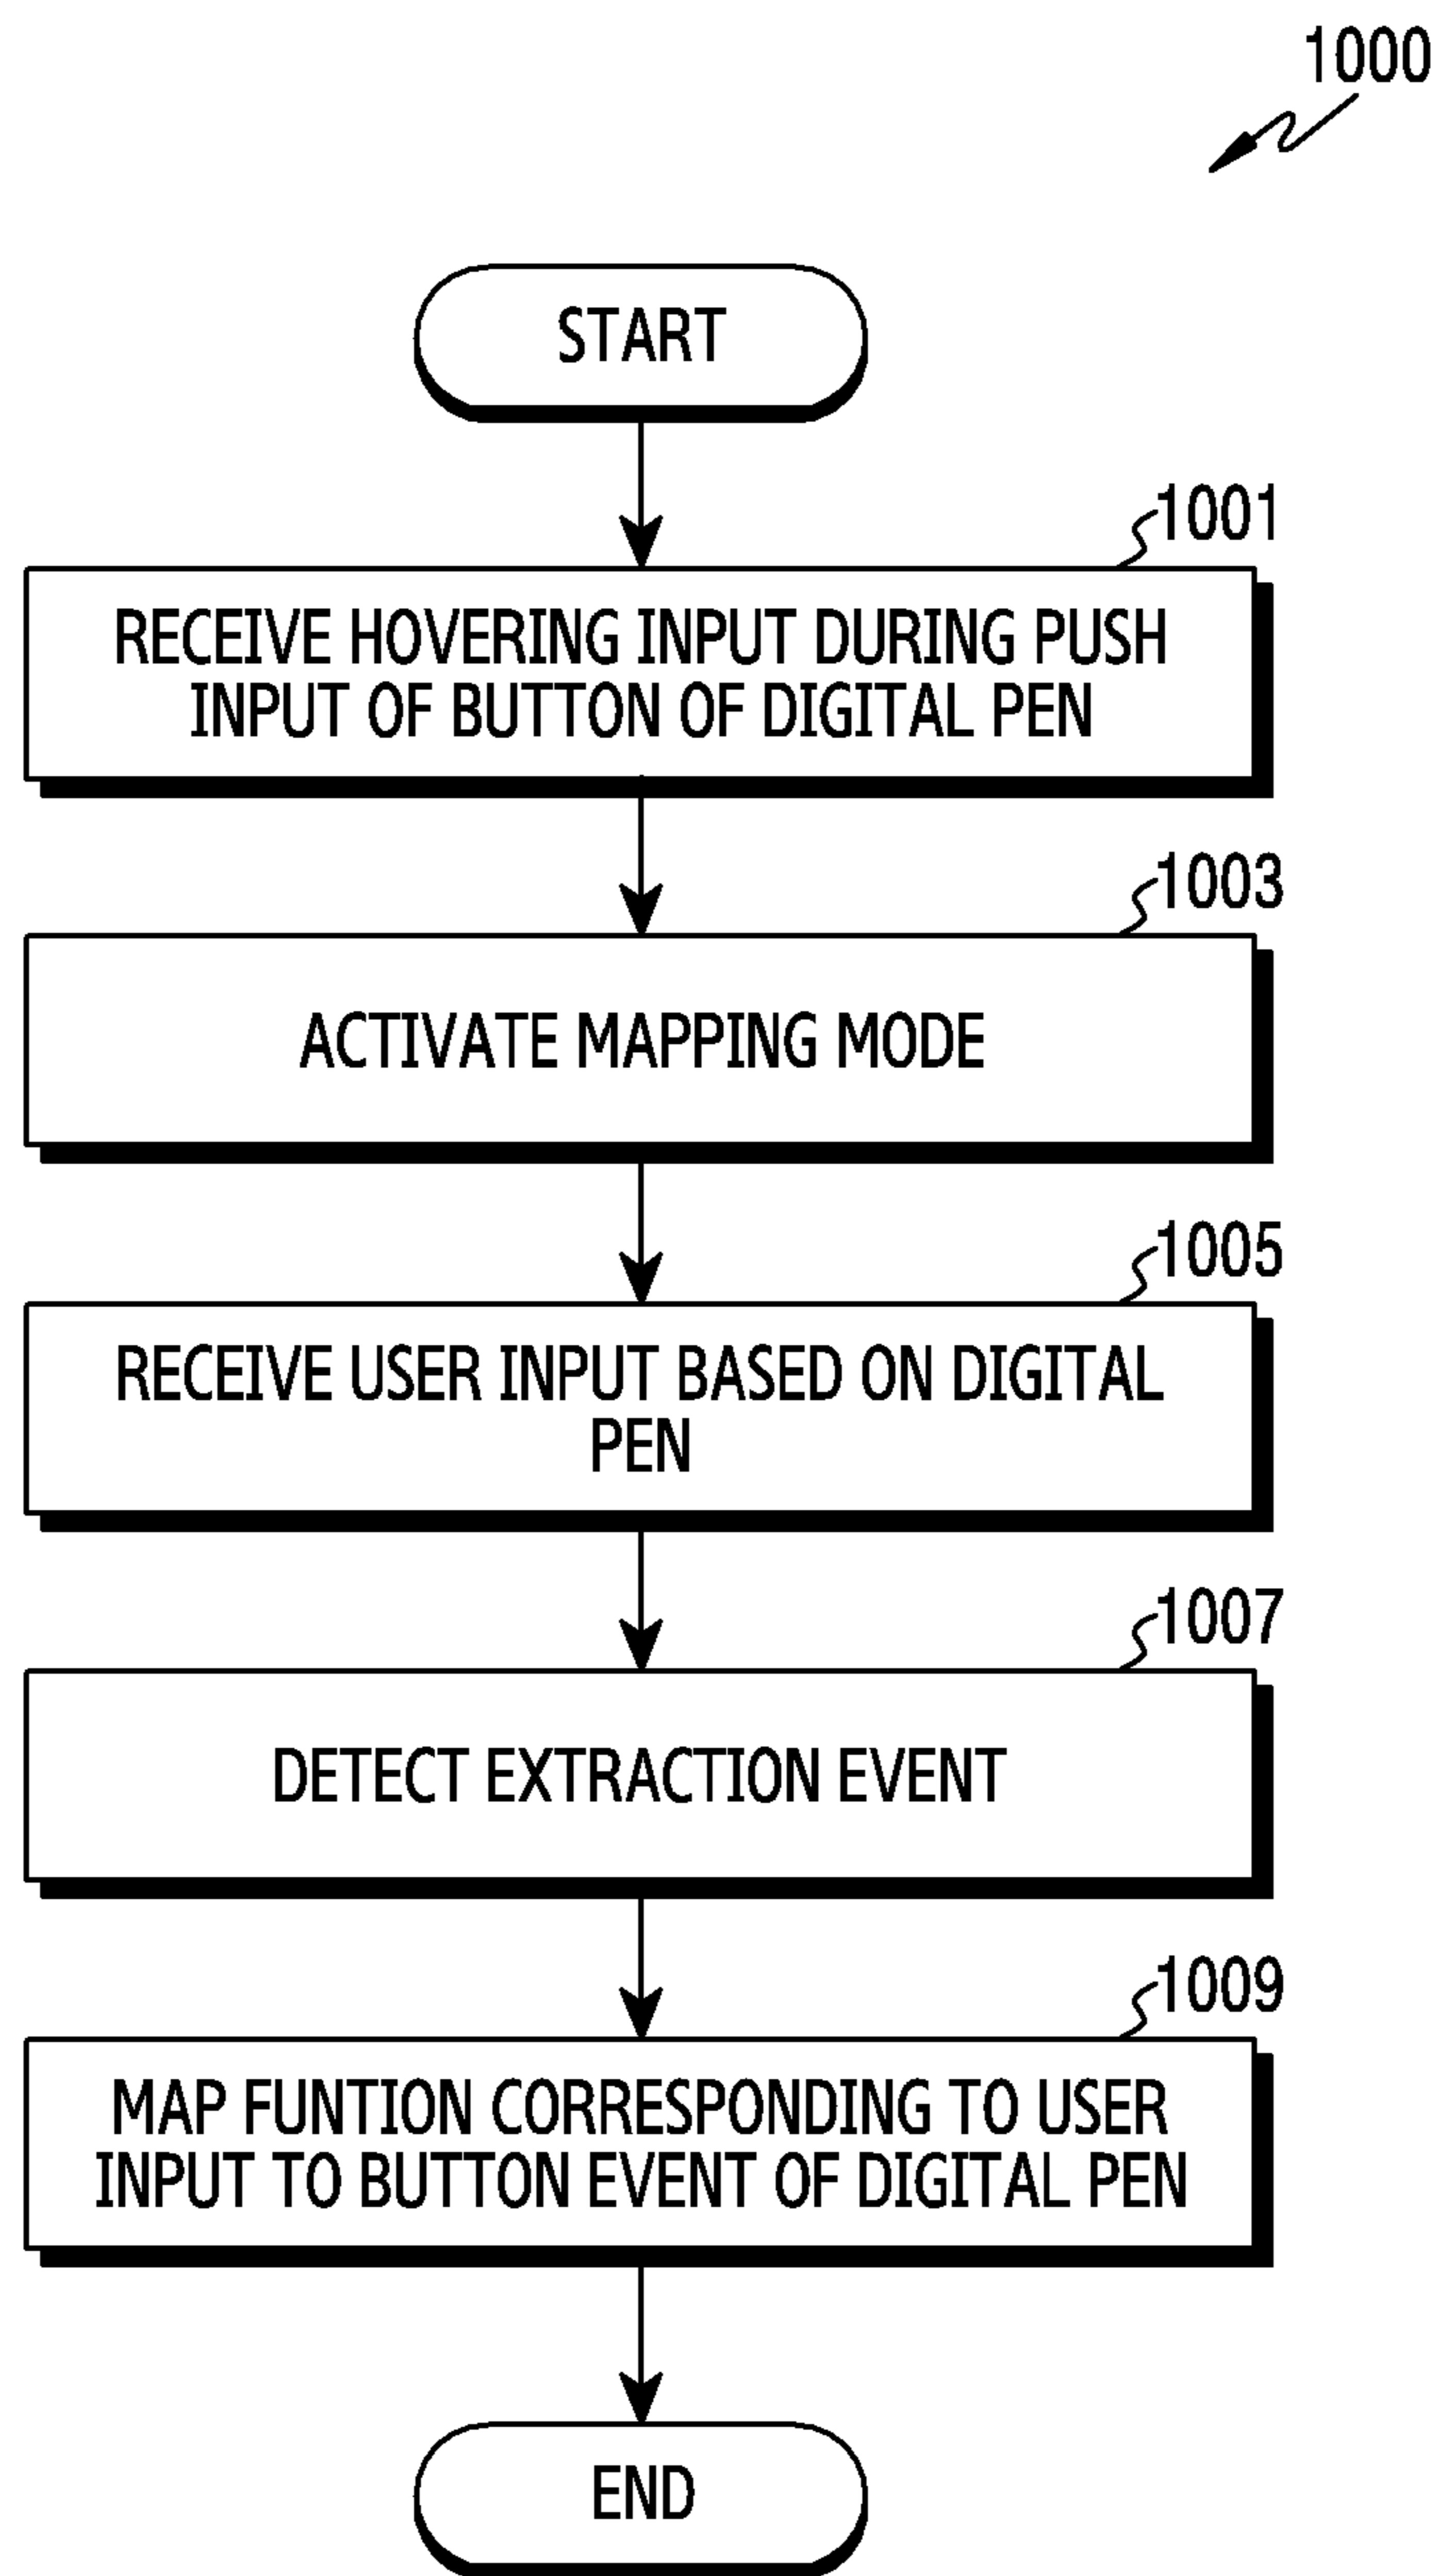 1000
START
1001
RECEIVE HOVERING INPUT DURING PUSH
INPUT OF BUTTON OF DIGITAL PEN
1003
ACTIVATE MAPPING MODE
1005
RECEIVE USER INPUT BASED ON DIGITAL
PEN
1007
DETECT EXTRACTION EVENT
1009
MAP FUNTION CORRESPONDING TO USER
INPUT TO BUTTON EVENT OF DIGITAL PEN
END